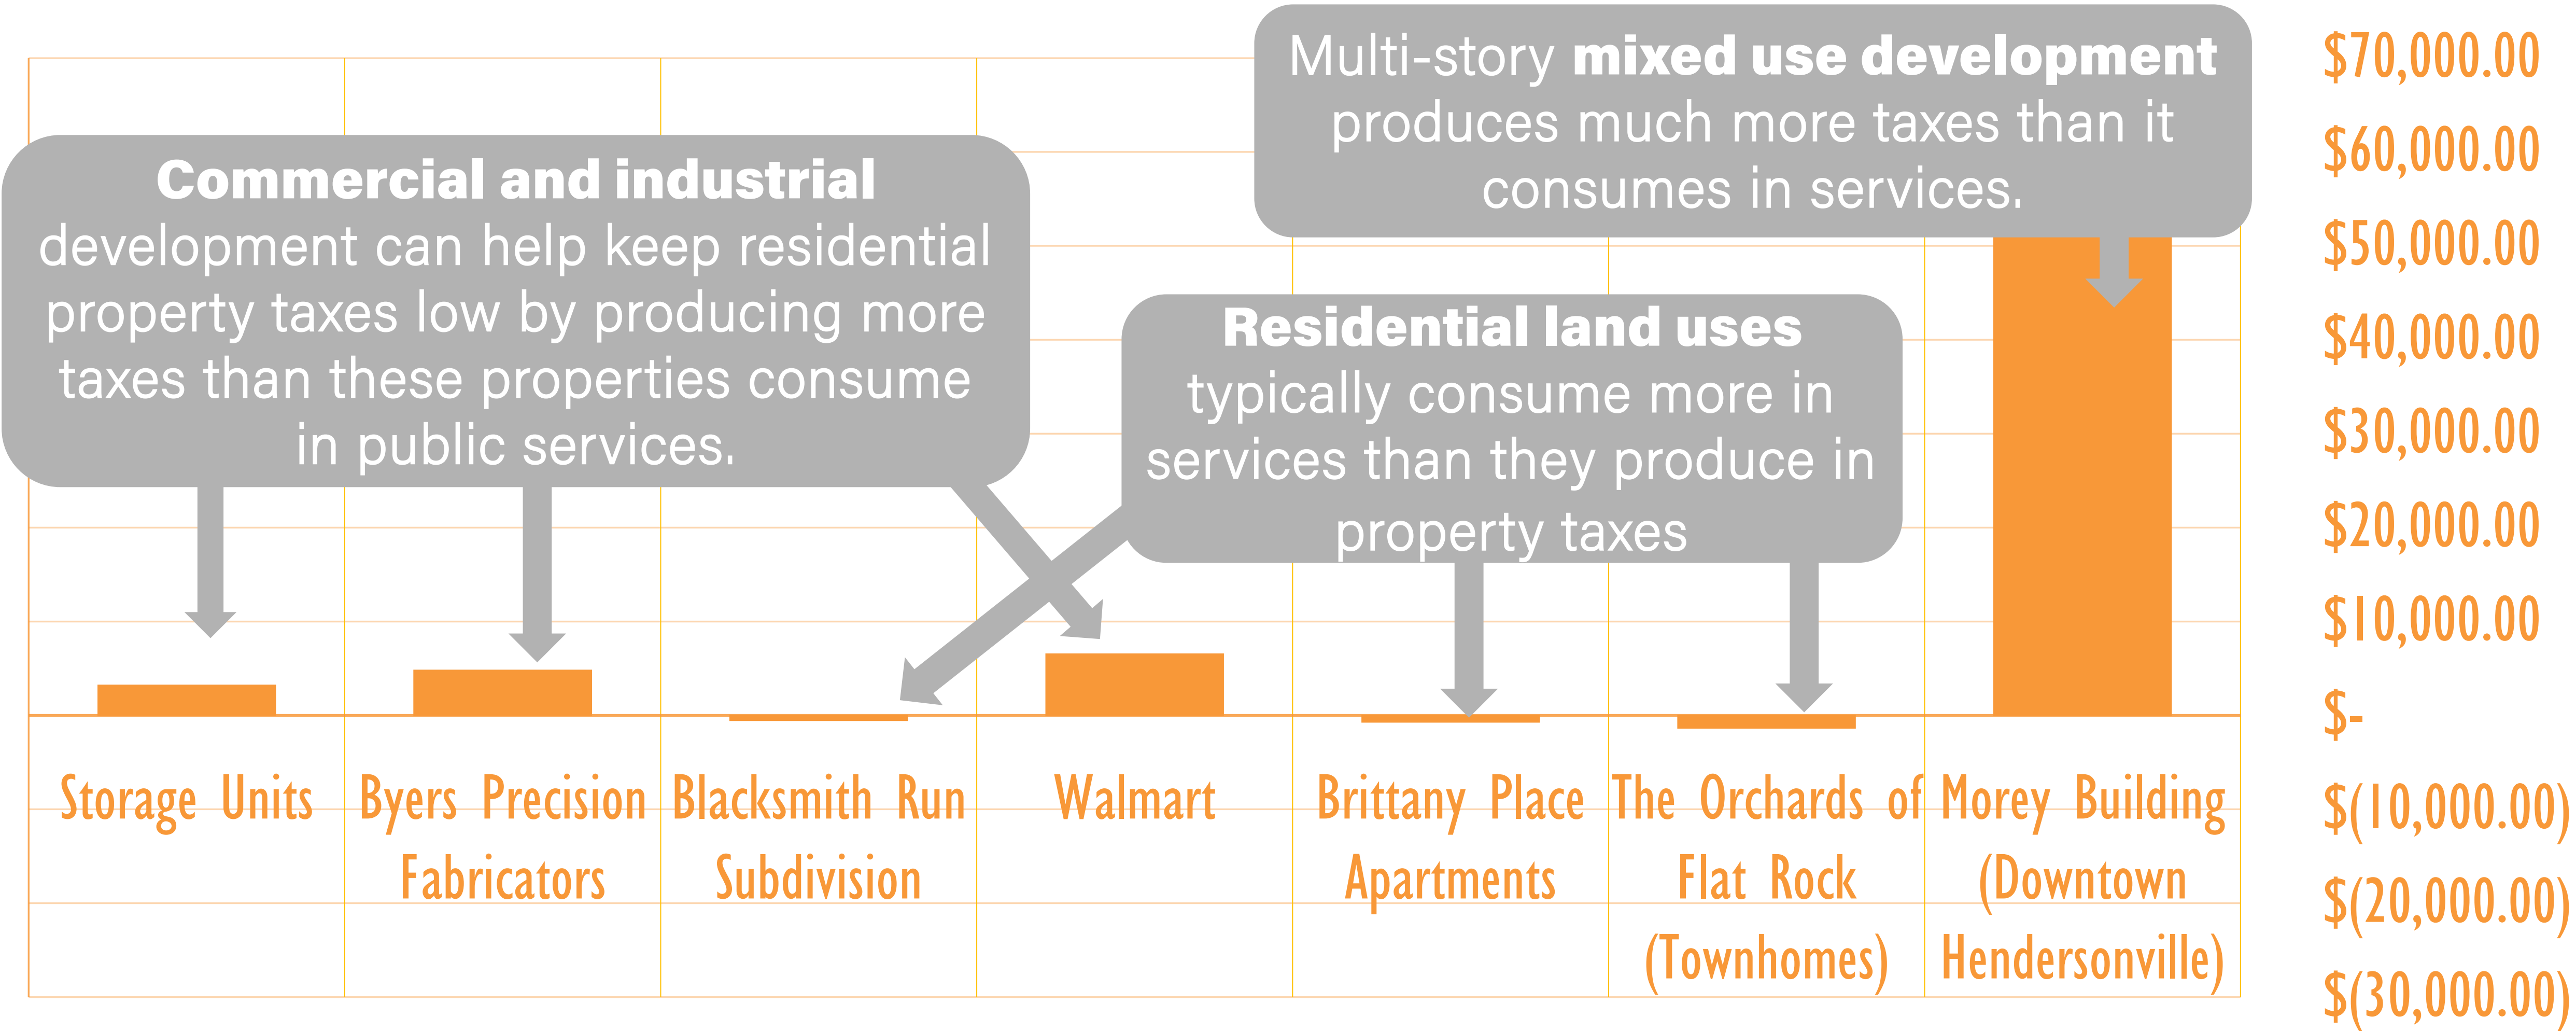 Multi-story mixed use development
produces much more taxes than it
consumes in services.
Commercial and industrial
development can help keep residential
property taxes low by producing more
taxes than these properties consume
in public services.
Residential land uses
typically consume more in
services than they produce in
property taxes
$70,000.00
$60,000.00
$50,000.00
$40,000.00
$30,000.00
$20,000.00
$10,000.00
$-
$(10,000.00)
$(20,000.00)
$(30,000.00)
Storage Units
Byers Precision
Fabricators
Blacksmith Run
Subdivision
Walmart
Brittany Place
Apartments
The Orchards of
Flat Rock
(Townhomes)
Morey Building
(Downtown
Hendersonville)